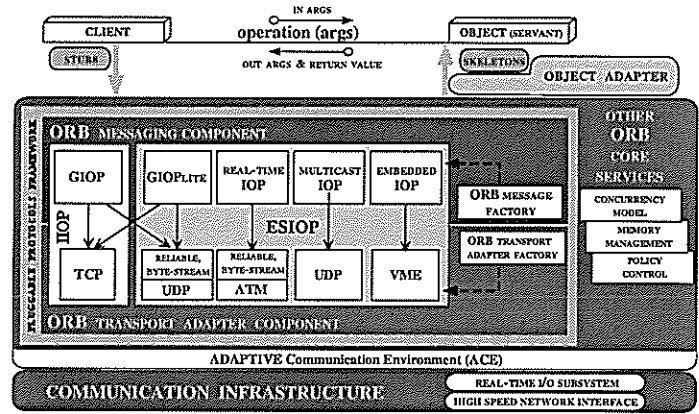 IN ARGS
CLIENT
operation (args)
OBJECT (SERVANT)
OUT ARGS & RETURN VALUE
STUBS
SKELETONS
OBJECT ADAPTER
PLUGGABLE PROTOCOLS FRAMEWORK
ORB MESSAGING COMPONENT
GIOP
GIOPLITE
REAL-TIME
IOP
MULTICAST
IOP
EMBEDDED
IOP
IIOP
ESIOP
TCP
RELIABLE,
BYTE-STREAM
UDP
RELIABLE,
BYTE-STREAM
ATM
UDP
VME
ORB MESSAGE
FACTORY
ORB TRANSPORT
ADAPTER FACTORY
ORB TRANSPORT ADAPTER COMPONENT
OTHER
ORB
CORE
SERVICES
CONCURRENCY
MODEL
MEMORY
MANAGEMENT
POLICY
CONTROL
ADAPTIVE Communication Environment (ACE)
COMMUNICATION INFRASTRUCTURE
REAL-TIME I/O SUBSYSTEM
HIGH SPEED NETWORK INTERFACE